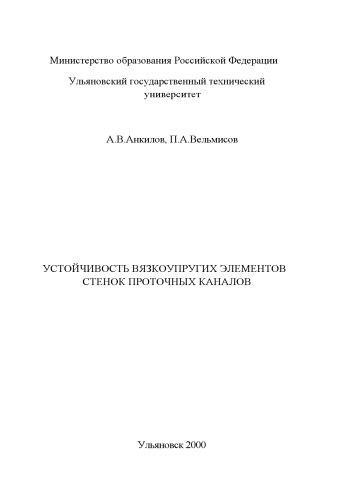 Министерство образования Российской Федерации
Ульяновский государственный технический
университет
А.В.Анкилов, П.А.Вельмисов
УСТОЙЧИВОСТЬ ВЯЗКОУПРУГИХ ЭЛЕМЕНТОВ
СТЕНОК ПРОТОЧНЫХ КАНАЛОВ
Ульяновск 2000